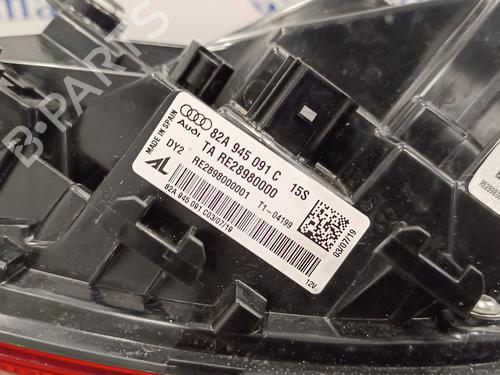 MADE IN SPAIN
Audi
82A 945 091 C 15S
TA RE28980000
DY2 RE2898000001 T1-04199
AL
82A 945 091 C03/07/19
03/07/19
12V
B-PARTS